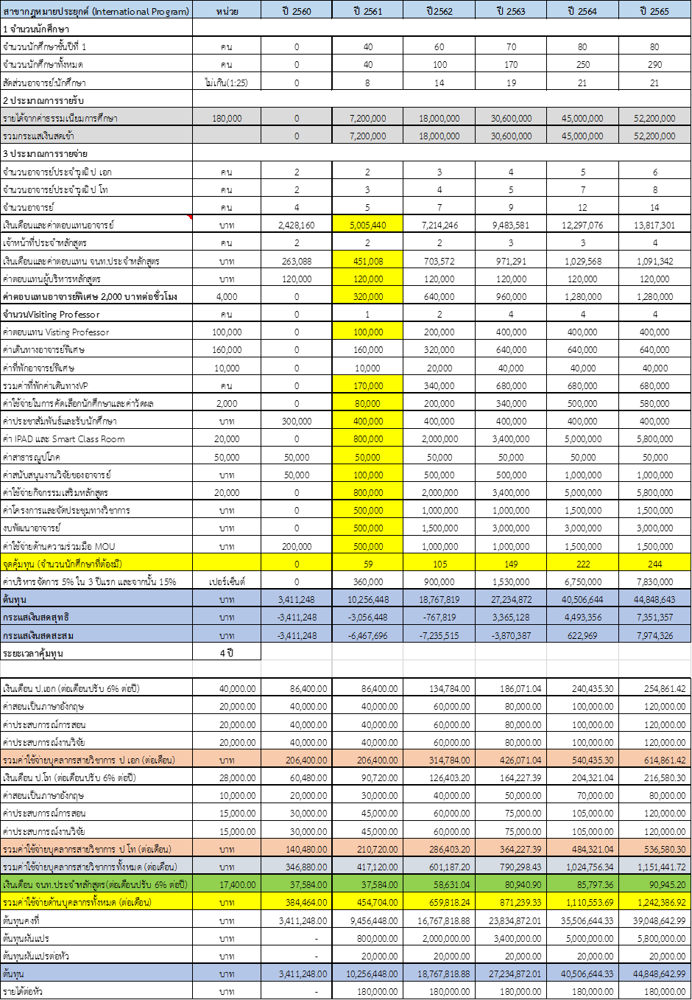 สาขากฎหมายประยุกต์ (International Program) หน่วย ปี 2560 ปี 2561 ปี2562 ปี 2563 ปี 2564 ปี 2565
1 จำนวนนักศึกษา
จำนวนนักศึกษาชั้นปีที่ 1 คน 0 40 60 70 80 80
จำนวนนักศึกษาทั้งหมด คน 0 40 100 170 250 290
สัดส่วนอาจารย์:นักศึกษา ไม่เกิน(1:25) 0 8 14 19 21 21
2 ประมาณการรายรับ
รายได้จากค่าธรรมเนียมการศึกษา 180,000 0 7,200,000 18,000,000 30,600,000 45,000,000 52,200,000
รวมกระแสเงินสดเข้า 0 7,200,000 18,000,000 30,600,000 45,000,000 52,200,000
3 ประมาณการรายจ่าย
จำนวนอาจารย์ประจำวุฒิ ป เอก คน 2 2 3 4 5 6
จำนวนอาจารย์ประจำวุฒิ ป โท คน 2 3 4 5 7 8
จำนวนอาจารย์ คน 4 5 7 9 12 14
เงินเดือนและค่าตอบแทนอาจารย์ บาท 2,428,160 5,005,440 7,214,246 9,483,581 12,297,076 13,817,301
เจ้าหน้าที่ประจำหลักสูตร คน 2 2 2 3 3 4
เงินเดือนและค่าตอบแทน จนท.ประจำหลักสูตร บาท 263,088 451,008 703,572 971,291 1,029,568 1,091,342
ค่าตอบแทนผู้บริหารหลักสูตร บาท 120,000 120,000 120,000 120,000 120,000 120,000
ค่าตอบแทนอาจารย์พิเศษ 2,000 บาทต่อชั่วโมง 4,000 0 320,000 640,000 960,000 1,280,000 1,280,000
จำนวนVisiting Professor คน 0 1 2 4 4 4
ค่าตอบแทน Visting Professor 100,000 0 100,000 200,000 400,000 400,000 400,000
ค่าเดินทางอาจารย์พิเศษ 160,000 0 160,000 320,000 640,000 640,000 640,000
ค่าที่พักอาจารย์พิเศษ 10,000 0 10,000 20,000 40,000 40,000 40,000
รวมค่าที่พักค่าเดินทางVP คน 0 170,000 340,000 680,000 680,000 680,000
ค่าใช้จ่ายในการคัดเลือกนักศึกษาและค่าวัดผล 2,000 0 80,000 200,000 340,000 500,000 580,000
ค่าประชาสัมพันธ์และรับนักศึกษา บาท 300,000 400,000 400,000 400,000 400,000 400,000
ค่า IPAD และ Smart Class Room 20,000 0 800,000 2,000,000 3,400,000 5,000,000 5,800,000
ค่าสาธารณูปโภค 50,000 50,000 50,000 50,000 50,000 50,000 50,000
ค่าสนับสนุนงานวิจัยของอาจารย์ บาท 50,000 100,000 500,000 500,000 1,000,000 1,000,000
ค่าใช้จ่ายกิจกรรมเสริมหลักสูตร 20,000 0 800,000 2,000,000 3,400,000 5,000,000 5,800,000
ค่าโครงการและจัดประชุมทางวิชาการ บาท 0 500,000 1,000,000 1,000,000 1,500,000 1,500,000
งบพัฒนาอาจารย์ บาท 0 500,000 1,500,000 3,000,000 3,000,000 3,000,000
ค่าใช้จ่ายด้านความร่วมมือ MOU บาท 200,000 500,000 1,000,000 1,000,000 1,500,000 1,500,000
จุดคุ้มทุน (จำนวนนักศึกษาที่ต้องมี) 0 59 105 149 222 244
ค่าบริหารจัดการ 5% ใน 3 ปีแรก และจากนั้น 15% เปอร์เซ็นต์ 0 360,000 900,000 1,530,000 6,750,000 7,830,000
ต้นทุน บาท 3,411,248 10,256,448 18,767,819 27,234,872 40,506,644 44,848,643
กระแสเงินสดสุทธิ บาท -3,411,248 -3,056,448 -767,819 3,365,128 4,493,356 7,351,357
กระแสเงินสดสะสม บาท -3,411,248 -6,467,696 -7,235,515 -3,870,387 622,969 7,974,326
ระยะเวลาคุ้มทุน 4 ปี
เงินเดือน ป.เอก (ต่อเดือนปรับ 6% ต่อปี) 40,000.00 86,400.00 86,400.00 134,784.00 186,071.04 240,435.30 254,861.42
ค่าสอนเป็นภาษาอังกฤษ 20,000.00 40,000.00 40,000.00 60,000.00 80,000.00 100,000.00 120,000.00
ค่าประสบการณ์การสอน 20,000.00 40,000.00 40,000.00 60,000.00 80,000.00 100,000.00 120,000.00
ค่าประสบการณ์งานวิจัย 20,000.00 40,000.00 40,000.00 60,000.00 80,000.00 100,000.00 120,000.00
รวมค่าใช้จ่ายบุคลากรสายวิชาการ ป เอก (ต่อเดือน) บาท 206,400.00 206,400.00 314,784.00 426,071.04 540,435.30 614,861.42
เงินเดือน ป.โท (ต่อเดือนปรับ 6% ต่อปี) 28,000.00 60,480.00 90,720.00 126,403.20 164,227.39 204,321.04 216,580.30
ค่าสอนเป็นภาษาอังกฤษ 10,000.00 20,000.00 30,000.00 40,000.00 50,000.00 70,000.00 80,000.00
ค่าประสบการณ์การสอน 15,000.00 30,000.00 45,000.00 60,000.00 75,000.00 105,000.00 120,000.00
ค่าประสบการณ์งานวิจัย 15,000.00 30,000.00 45,000.00 60,000.00 75,000.00 105,000.00 120,000.00
รวมค่าใช้จ่ายบุคลากรสายวิชาการ ป โท (ต่อเดือน) บาท 140,480.00 210,720.00 286,403.20 364,227.39 484,321.04 536,580.30
รวมค่าใช้จ่ายบุคลากรสายวิชาการทั้งหมด (ต่อเดือน) บาท 346,880.00 417,120.00 601,187.20 790,298.43 1,024,756.34 1,151,441.72
เงินเดือน จนท.ประจำหลักสูตร(ต่อเดือนปรับ 6% ต่อปี) 17,400.00 37,584.00 37,584.00 58,631.04 80,940.90 85,797.36 90,945.20
รวมค่าใช้จ่ายด้านบุคลากรทั้งหมด (ต่อเดือน) บาท 384,464.00 454,704.00 659,818.24 871,239.33 1,110,553.69 1,242,386.92
ต้นทุนคงที่ บาท 3,411,248.00 9,456,448.00 16,767,818.88 23,834,872.01 35,506,644.33 39,048,642.99
ต้นทุนผันแปร บาท - 800,000.00 2,000,000.00 3,400,000.00 5,000,000.00 5,800,000.00
ต้นทุนผันแปรต่อหัว บาท - 20,000.00 20,000.00 20,000.00 20,000.00 20,000.00
ต้นทุน บาท 3,411,248.00 10,256,448.00 18,767,818.88 27,234,872.01 40,506,644.33 44,848,642.99
รายได้ต่อหัว บาท - 180,000.00 180,000.00 180,000.00 180,000.00 180,000.00